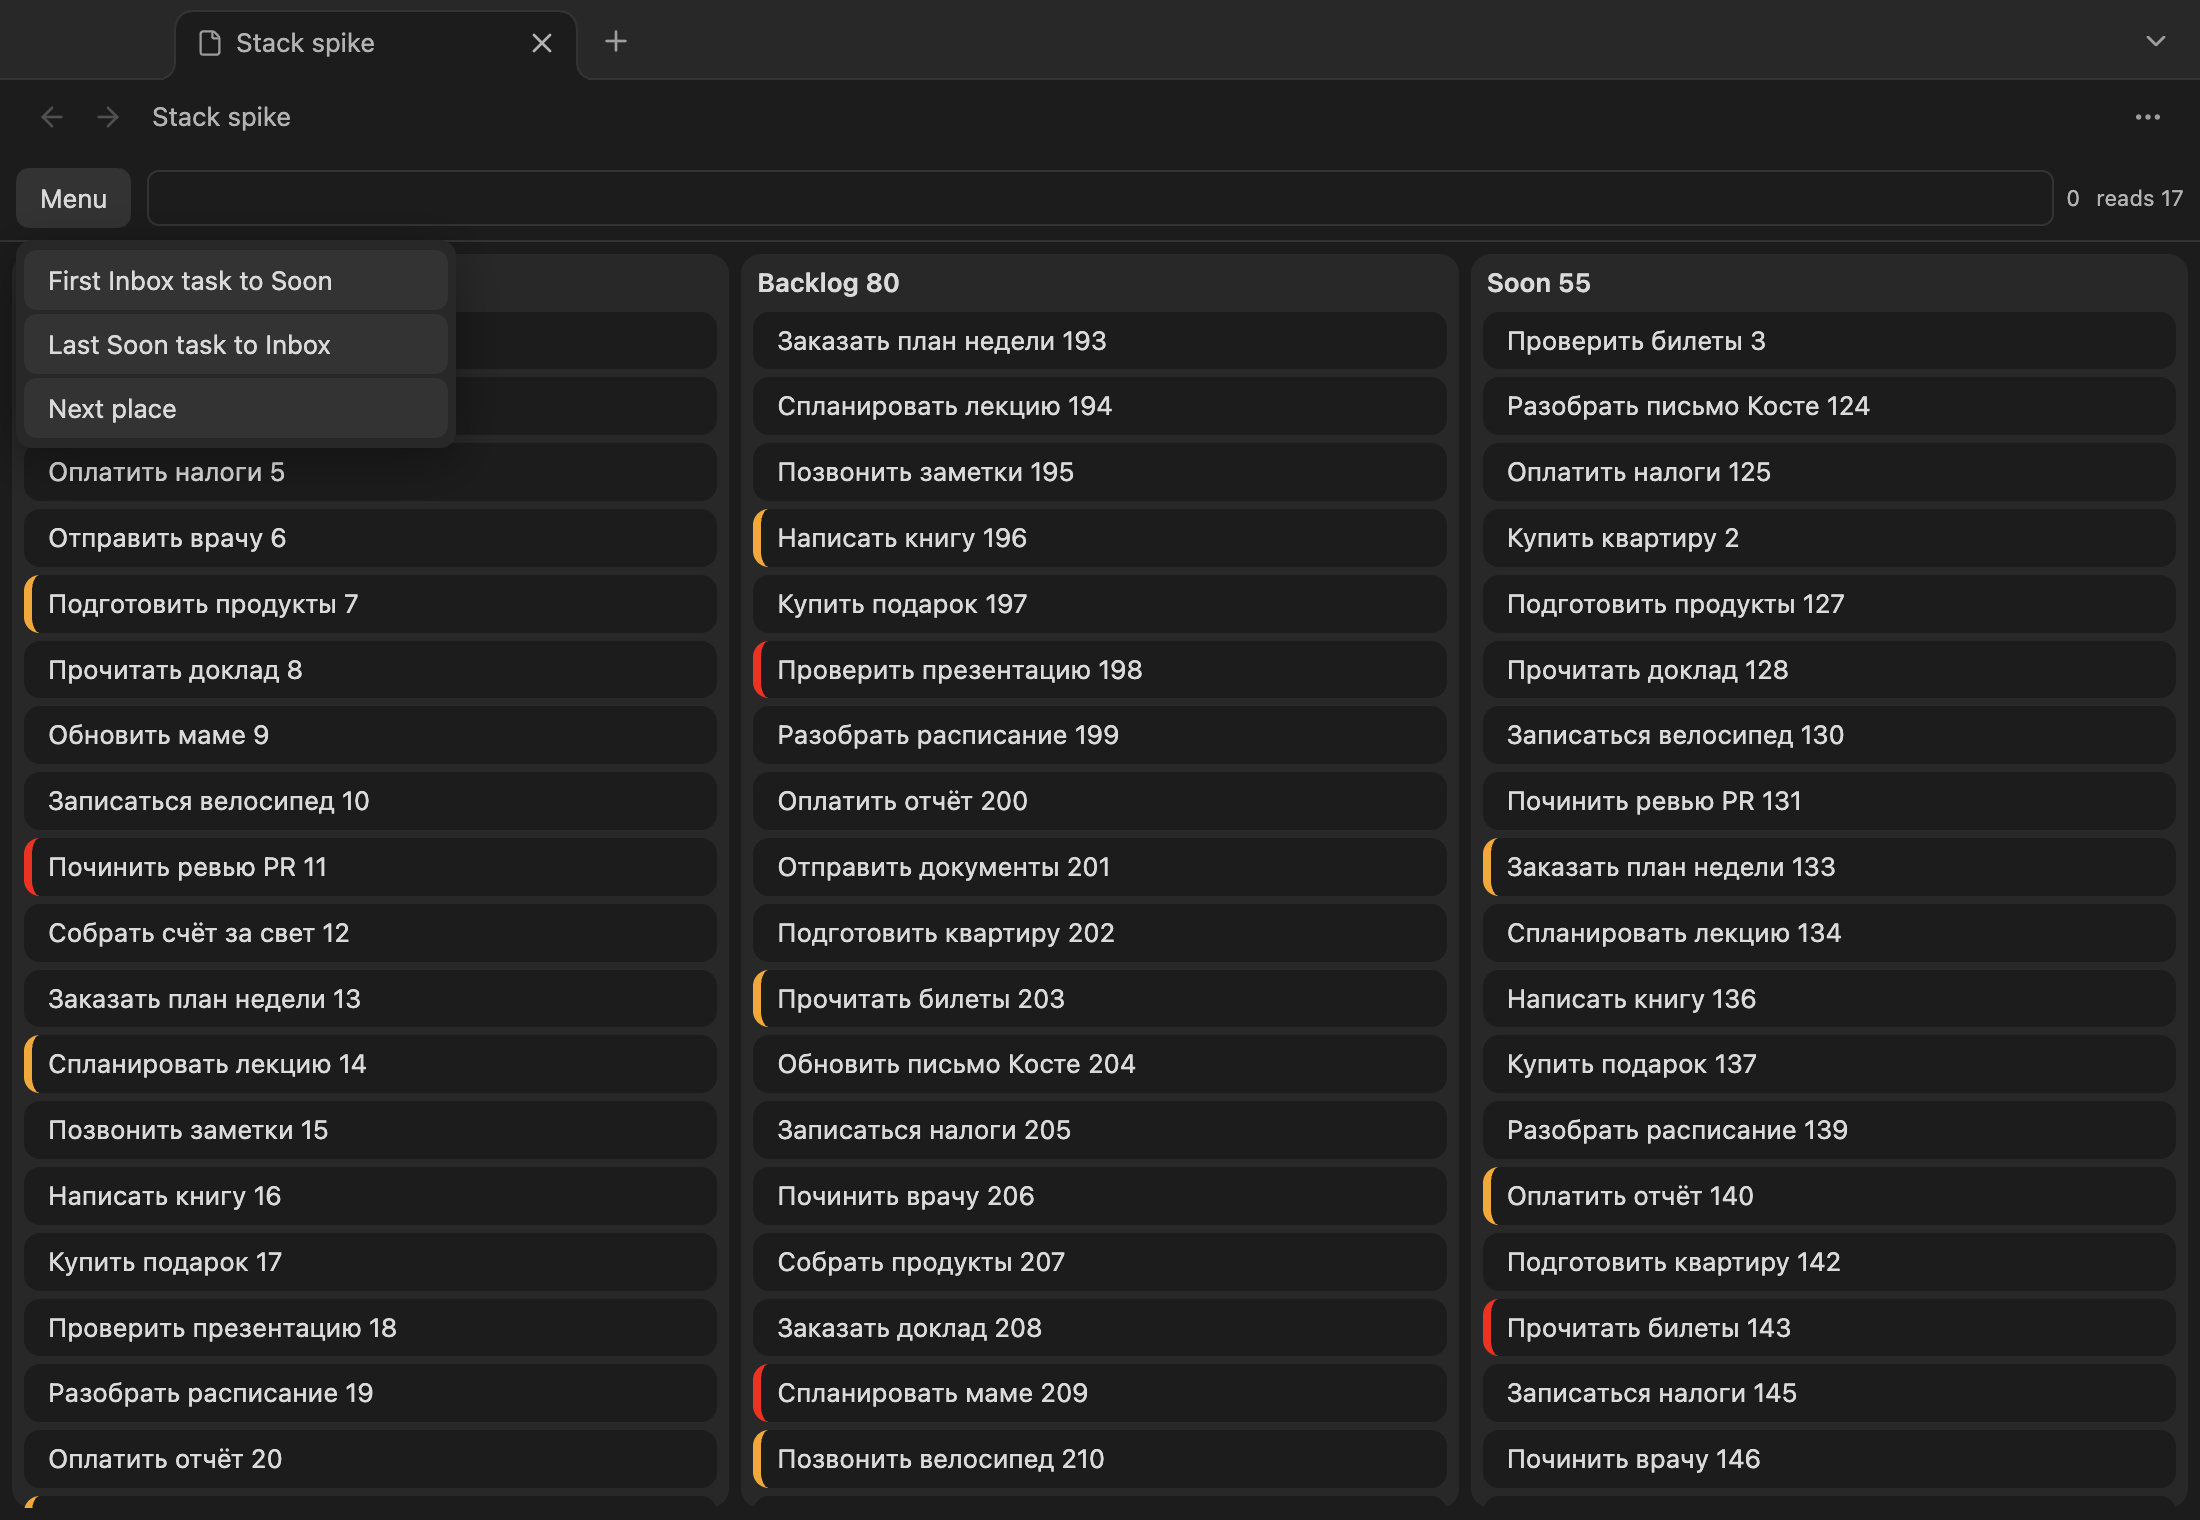 Stack spike
Stack spike
Menu
0 reads 17
First Inbox task to Soon
Last Soon task to Inbox
Next place
Оплатить налоги 5
Отправить врачу 6
Подготовить продукты 7
Прочитать доклад 8
Обновить маме 9
Записаться велосипед 10
Починить ревью PR 11
Собрать счёт за свет 12
Заказать план недели 13
Спланировать лекцию 14
Позвонить заметки 15
Написать книгу 16
Купить подарок 17
Проверить презентацию 18
Разобрать расписание 19
Оплатить отчёт 20
Backlog 80
Заказать план недели 193
Спланировать лекцию 194
Позвонить заметки 195
Написать книгу 196
Купить подарок 197
Проверить презентацию 198
Разобрать расписание 199
Оплатить отчёт 200
Отправить документы 201
Подготовить квартиру 202
Прочитать билеты 203
Обновить письмо Косте 204
Записаться налоги 205
Починить врачу 206
Собрать продукты 207
Заказать доклад 208
Спланировать маме 209
Позвонить велосипед 210
Soon 55
Проверить билеты 3
Разобрать письмо Косте 124
Оплатить налоги 125
Купить квартиру 2
Подготовить продукты 127
Прочитать доклад 128
Записаться велосипед 130
Починить ревью PR 131
Заказать план недели 133
Спланировать лекцию 134
Написать книгу 136
Купить подарок 137
Разобрать расписание 139
Оплатить отчёт 140
Подготовить квартиру 142
Прочитать билеты 143
Записаться налоги 145
Починить врачу 146